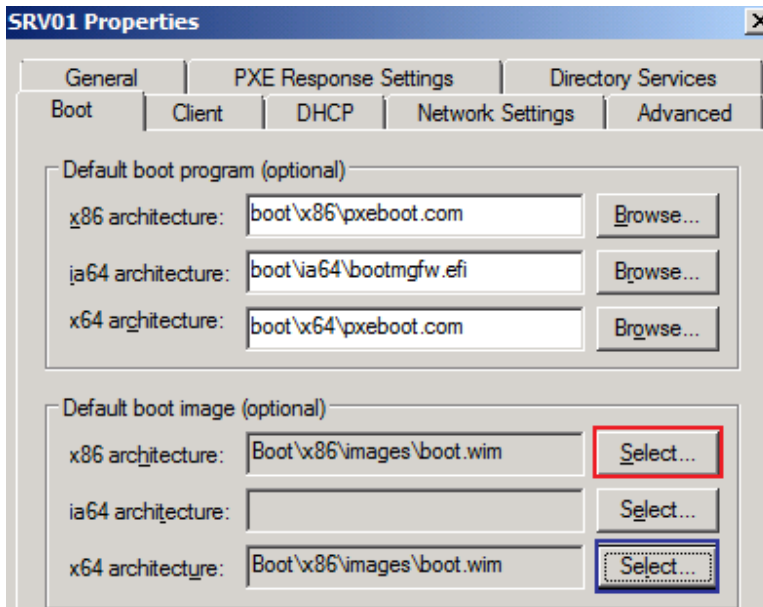 SRV01 Properties
General PXE Response Settings Directory Services
Boot Client DHCP Network Settings Advanced
Default boot program (optional)
x86 architecture: boot\x86\pxeboot.com Browse...
ia64 architecture: boot\ia64\bootmgfw.efi Browse...
x64 architecture: boot\x64\pxeboot.com Browse...
Default boot image (optional)
x86 architecture: Boot\x86\images\boot.wim Select...
ia64 architecture: Select...
x64 architecture: Boot\x86\images\boot.wim Select...